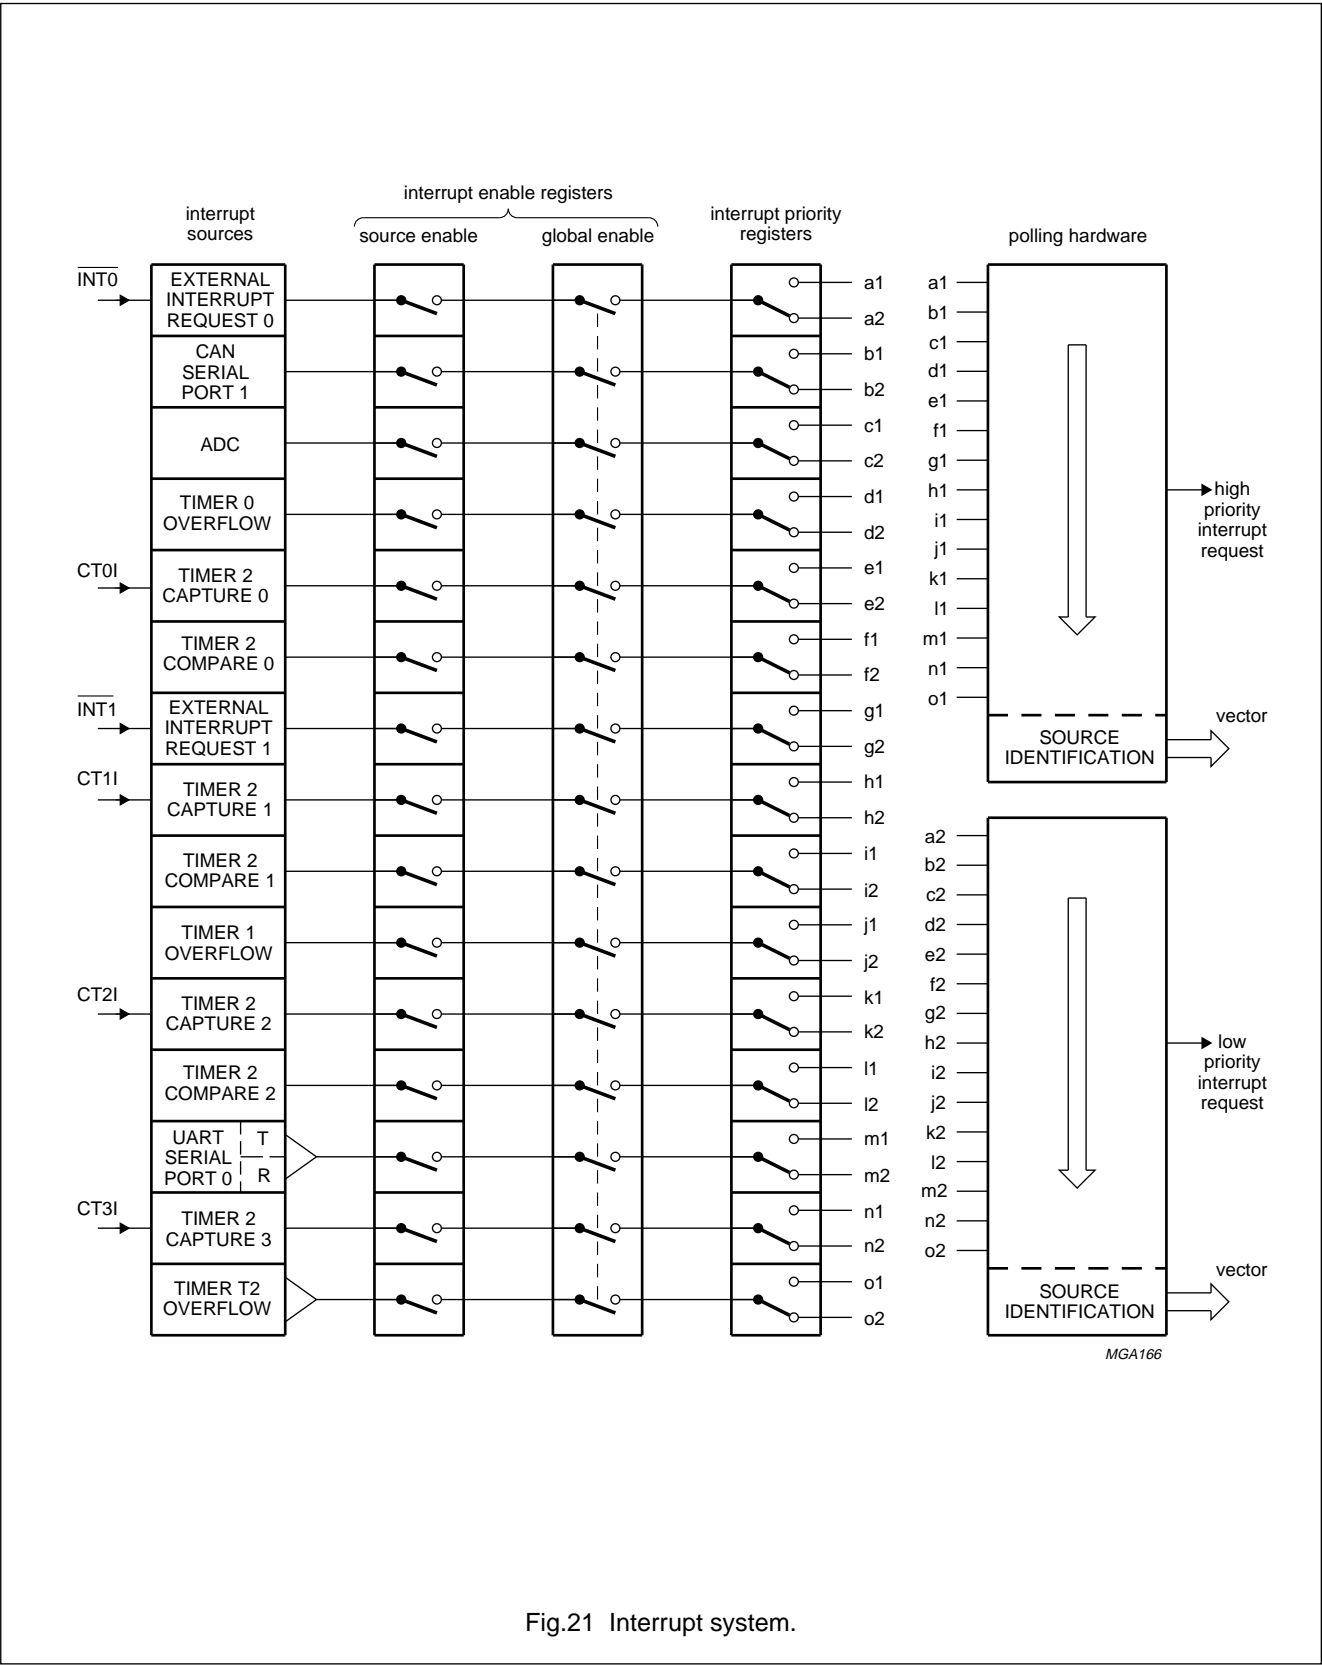 interrupt enable registers
interrupt
sources
source enable
global enable
interrupt priority
registers
polling hardware
INT0
EXTERNAL
INTERRUPT
REQUEST 0
CAN
SERIAL
PORT 1
ADC
TIMER 0
OVERFLOW
CT0I
TIMER 2
CAPTURE 0
TIMER 2
COMPARE 0
INT1
EXTERNAL
INTERRUPT
REQUEST 1
CT1I
TIMER 2
CAPTURE 1
TIMER 2
COMPARE 1
TIMER 1
OVERFLOW
CT2I
TIMER 2
CAPTURE 2
TIMER 2
COMPARE 2
UART
SERIAL
PORT 0
T
R
CT3I
TIMER 2
CAPTURE 3
TIMER T2
OVERFLOW
a1
a2
b1
b2
c1
c2
d1
d2
e1
e2
f1
f2
g1
g2
h1
h2
i1
i2
j1
j2
k1
k2
l1
l2
m1
m2
n1
n2
o1
o2
a1
b1
c1
d1
e1
f1
g1
h1
i1
j1
k1
l1
m1
n1
o1
high
priority
interrupt
request
SOURCE
IDENTIFICATION
vector
a2
b2
c2
d2
e2
f2
g2
h2
i2
j2
k2
l2
m2
n2
o2
low
priority
interrupt
request
SOURCE
IDENTIFICATION
vector
MGA166
Fig.21 Interrupt system.